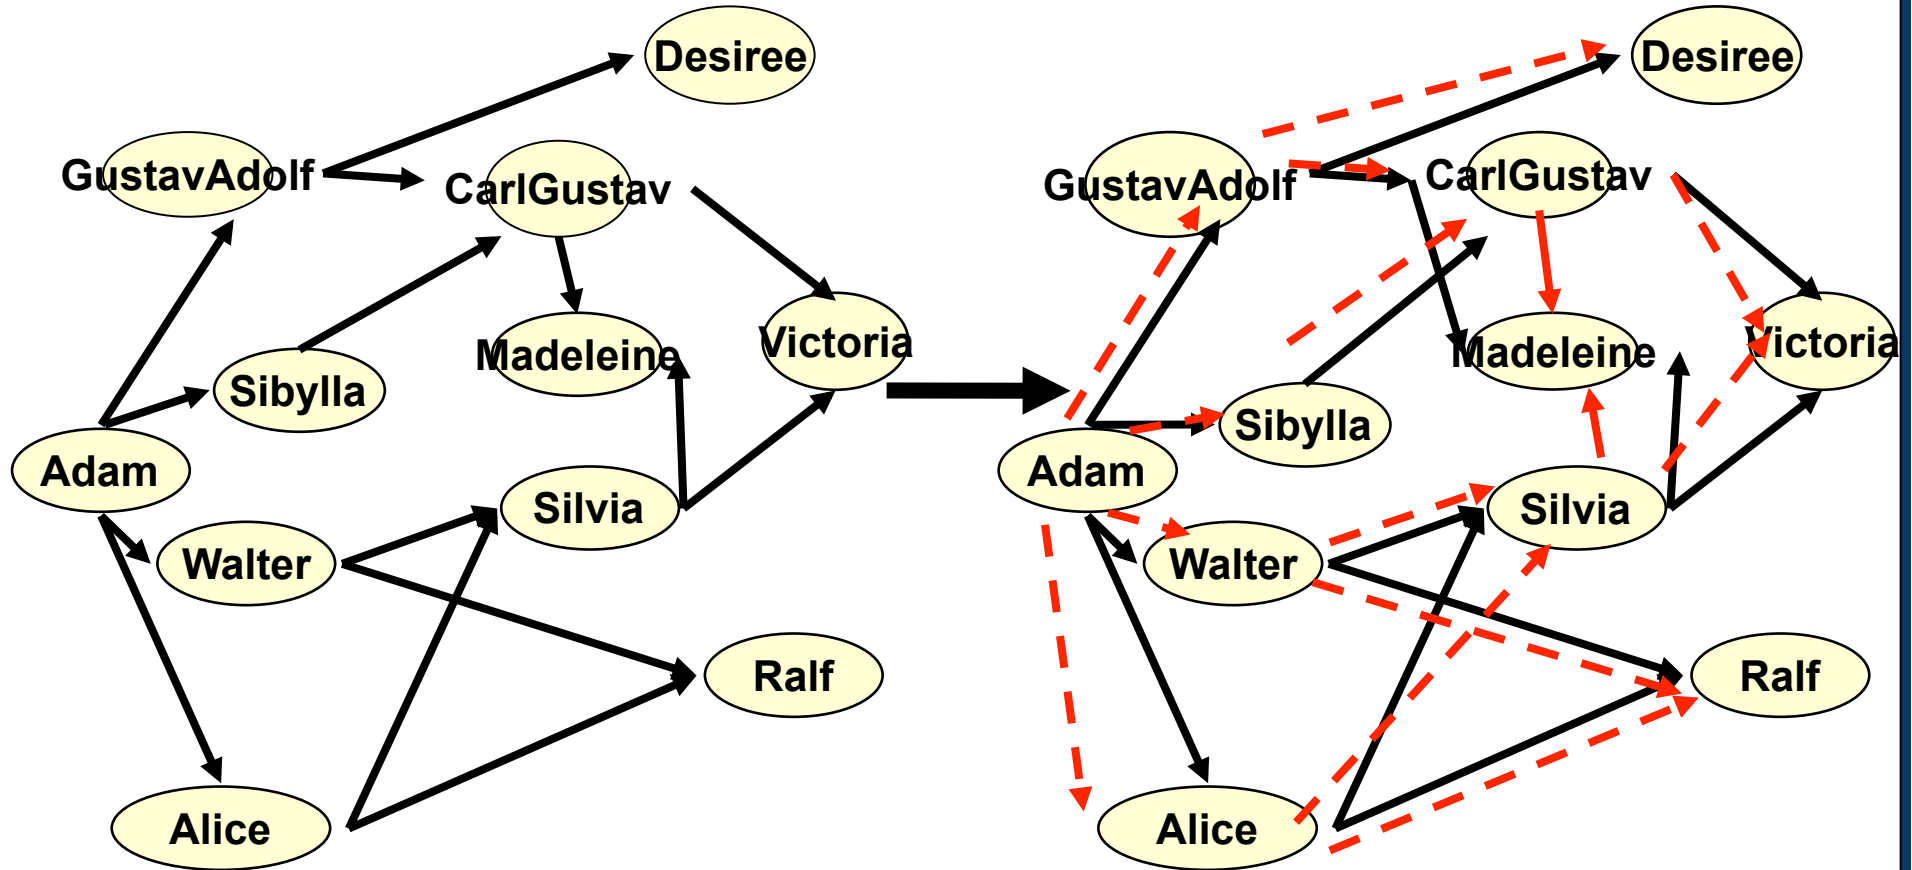 Desiree
GustavAdolf
CarlGustav
Victoria
Madeleine
Sibylla
Adam
Silvia
Walter
Ralf
Alice
Desiree
GustavAdolf
CarlGustav
Victoria
Madeleine
Sibylla
Adam
Silvia
Walter
Ralf
Alice